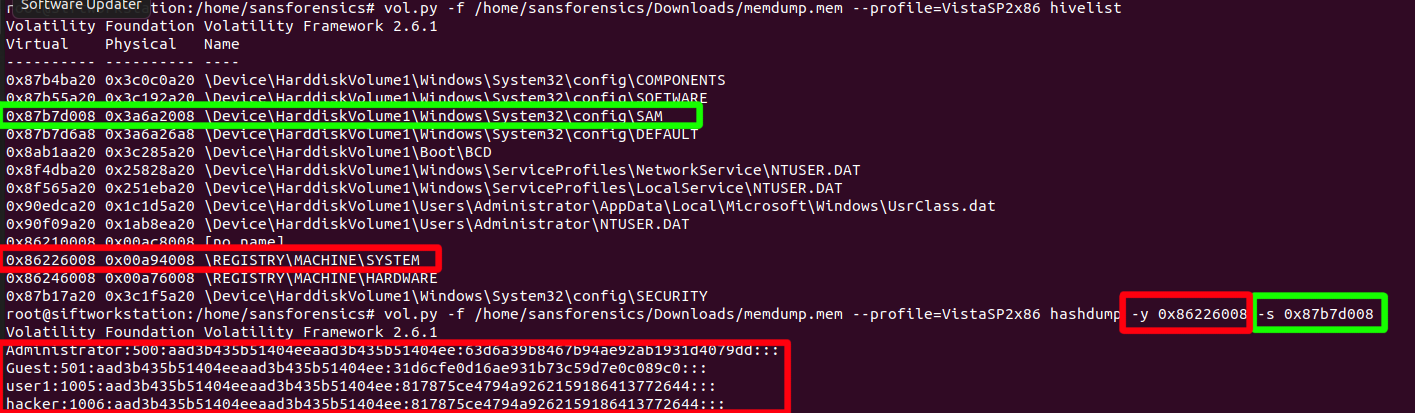 Software Updater
root@siftworkstation:/home/sansforensics# vol.py -f /home/sansforensics/Downloads/memdump.mem --profile=VistaSP2x86 hivelist
Volatility Foundation Volatility Framework 2.6.1
Virtual    Physical   Name
---------- ---------- ----
0x87b4ba20 0x3c0c0a20 \Device\HarddiskVolume1\Windows\System32\config\COMPONENTS
0x87b55a20 0x3c192a20 \Device\HarddiskVolume1\Windows\System32\config\SOFTWARE
0x87b7d008 0x3a6a2008 \Device\HarddiskVolume1\Windows\System32\config\SAM
0x87b7d6a8 0x3a6a26a8 \Device\HarddiskVolume1\Windows\System32\config\DEFAULT
0x8ab1aa20 0x3c285a20 \Device\HarddiskVolume1\Boot\BCD
0x8f4dba20 0x25828a20 \Device\HarddiskVolume1\Windows\ServiceProfiles\NetworkService\NTUSER.DAT
0x8f565a20 0x251eba20 \Device\HarddiskVolume1\Windows\ServiceProfiles\LocalService\NTUSER.DAT
0x90edca20 0x1c1d5a20 \Device\HarddiskVolume1\Users\Administrator\AppData\Local\Microsoft\Windows\UsrClass.dat
0x90f09a20 0x1ab8ea20 \Device\HarddiskVolume1\Users\Administrator\NTUSER.DAT
0x86210008 0x00ac8008 [no name]
0x86226008 0x00a94008 \REGISTRY\MACHINE\SYSTEM
0x86246008 0x00a76008 \REGISTRY\MACHINE\HARDWARE
0x87b17a20 0x3c1f5a20 \Device\HarddiskVolume1\Windows\System32\config\SECURITY
root@siftworkstation:/home/sansforensics# vol.py -f /home/sansforensics/Downloads/memdump.mem --profile=VistaSP2x86 hashdump -y 0x86226008 -s 0x87b7d008
Volatility Foundation Volatility Framework 2.6.1
Administrator:500:aad3b435b51404eeaad3b435b51404ee:63d6a39b8467b94ae92ab1931d4079dd:::
Guest:501:aad3b435b51404eeaad3b435b51404ee:31d6cfe0d16ae931b73c59d7e0c089c0:::
user1:1005:aad3b435b51404eeaad3b435b51404ee:817875ce4794a9262159186413772644:::
hacker:1006:aad3b435b51404eeaad3b435b51404ee:817875ce4794a9262159186413772644:::